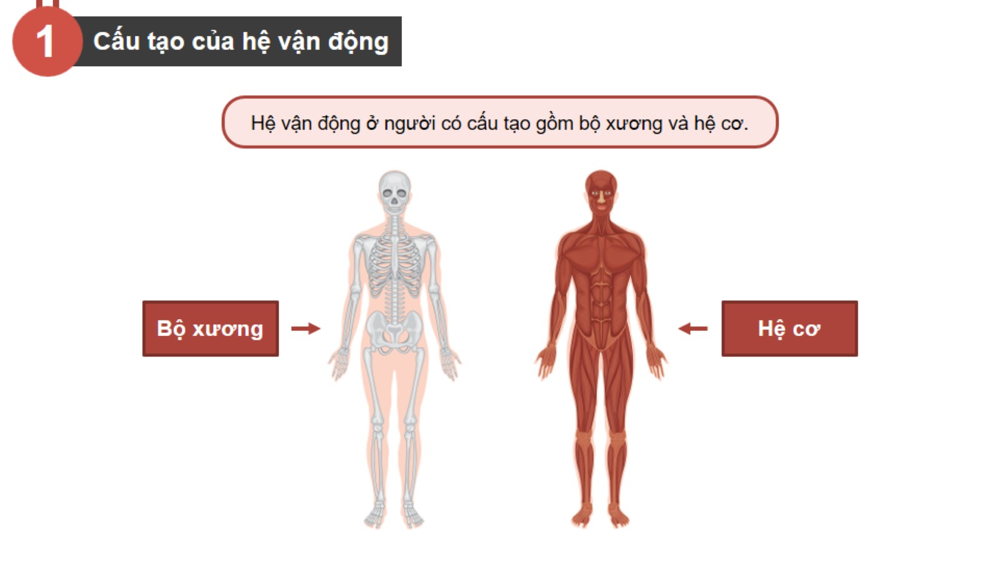 1
Cấu tạo của hệ vận động
Hệ vận động ở người có cấu tạo gồm bộ xương và hệ cơ.
Bộ xương
Hệ cơ